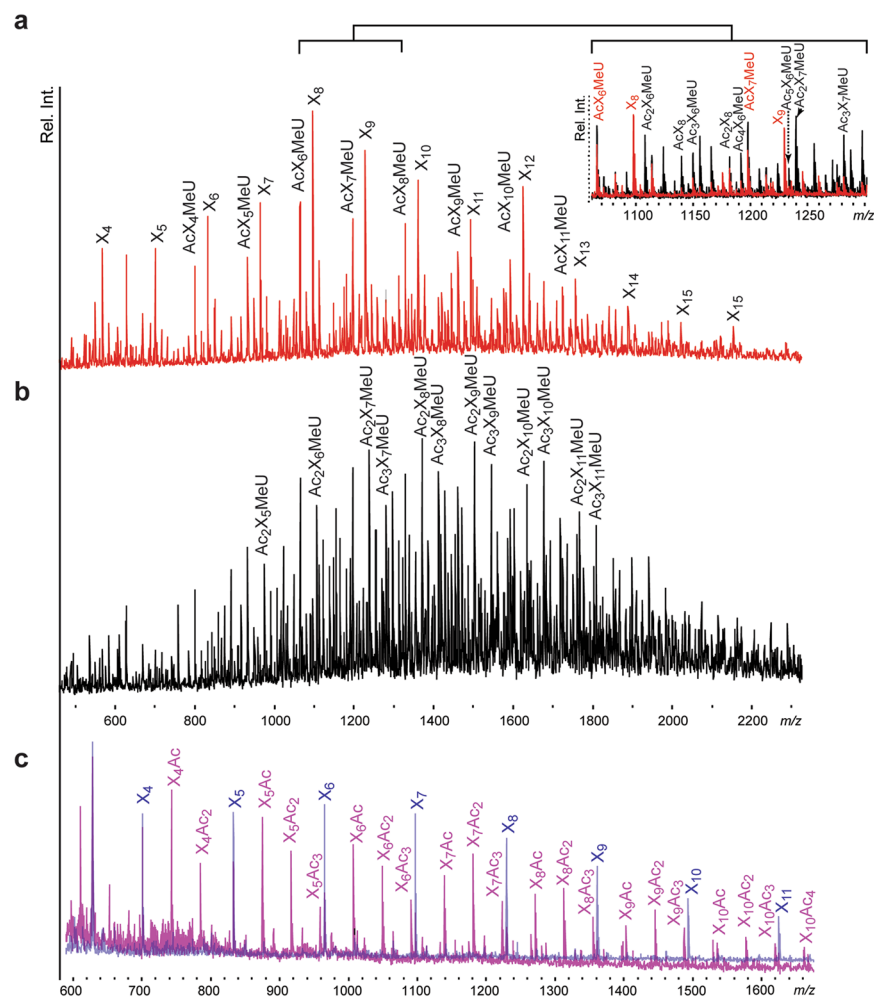 a
Rel. Int.
X4
X5
AcX4MeU
X6
AcX5MeU
X7
AcX6MeU
X8
AcX7MeU
X9
AcX8MeU
X10
AcX9MeU
X11
AcX10MeU
X12
AcX11MeU
X13
X14
X15
X15
Rel. Int.
AcX6MeU
X8
Ac2X6MeU
AcX8
Ac3X6MeU
Ac2X8
Ac4X6MeU
AcX7MeU
X9
Ac5X6MeU
Ac2X7MeU
Ac3X7MeU
1100 1150 1200 1250 m/z
b
Ac2X5MeU
Ac2X6MeU
Ac2X7MeU
Ac3X7MeU
Ac2X8MeU
Ac3X8MeU
Ac2X9MeU
Ac3X9MeU
Ac2X10MeU
Ac3X10MeU
Ac2X11MeU
Ac3X11MeU
600 800 1000 1200 1400 1600 1800 2000 2200 m/z
c
X4
X4Ac
X4Ac2
X5
X5Ac
X5Ac2
X5Ac3
X6
X6Ac
X6Ac2
X6Ac3
X7
X7Ac
X7Ac2
X7Ac3
X8
X8Ac
X8Ac2
X8Ac3
X9
X9Ac
X9Ac2
X9Ac3
X10
X10Ac
X10Ac2
X10Ac3
X11
X10Ac4
600 700 800 900 1000 1100 1200 1300 1400 1500 1600 m/z